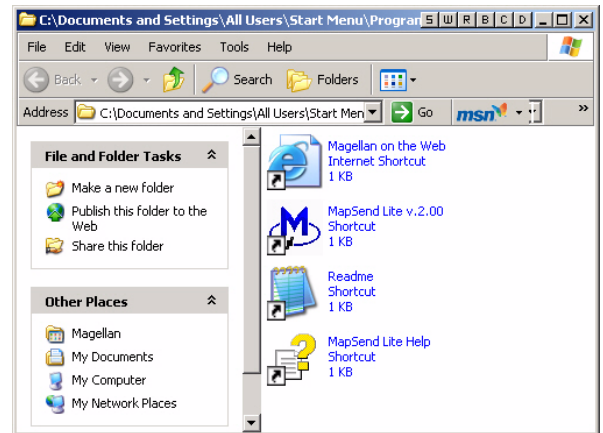 C:\Documents and Settings\All Users\Start Menu\Program S W R B C D
File Edit View Favorites Tools Help
Back Search Folders
Address C:\Documents and Settings\All Users\Start Men Go msn »
File and Folder Tasks
Make a new folder
Publish this folder to the
Web
Share this folder
Other Places
Magellan
My Documents
My Computer
My Network Places
Magellan on the Web
Internet Shortcut
1 KB
MapSend Lite v.2.00
Shortcut
1 KB
Readme
Shortcut
1 KB
MapSend Lite Help
Shortcut
1 KB